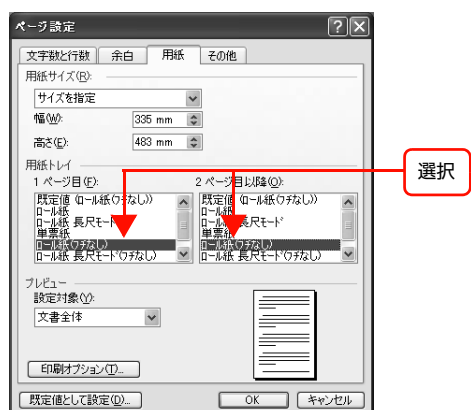 ページ設定
文字数と行数 余白 用紙 その他
用紙サイズ(R):
サイズを指定
幅(W): 335 mm
高さ(E): 483 mm
用紙トレイ
1 ページ目(F): 2 ページ目以降(O):
既定値 (ロール紙(フチなし)) 既定値 (ロール紙(フチなし))
ロール紙 ロール紙
ロール紙 長尺モード ロール紙 長尺モード
単票紙 単票紙
ロール紙(フチなし) ロール紙(フチなし)
ロール紙 長尺モード(フチなし) ロール紙 長尺モード(フチなし)
選択
プレビュー
設定対象(Y):
文書全体
印刷オプション(T)...
既定値として設定(D)... OK キャンセル